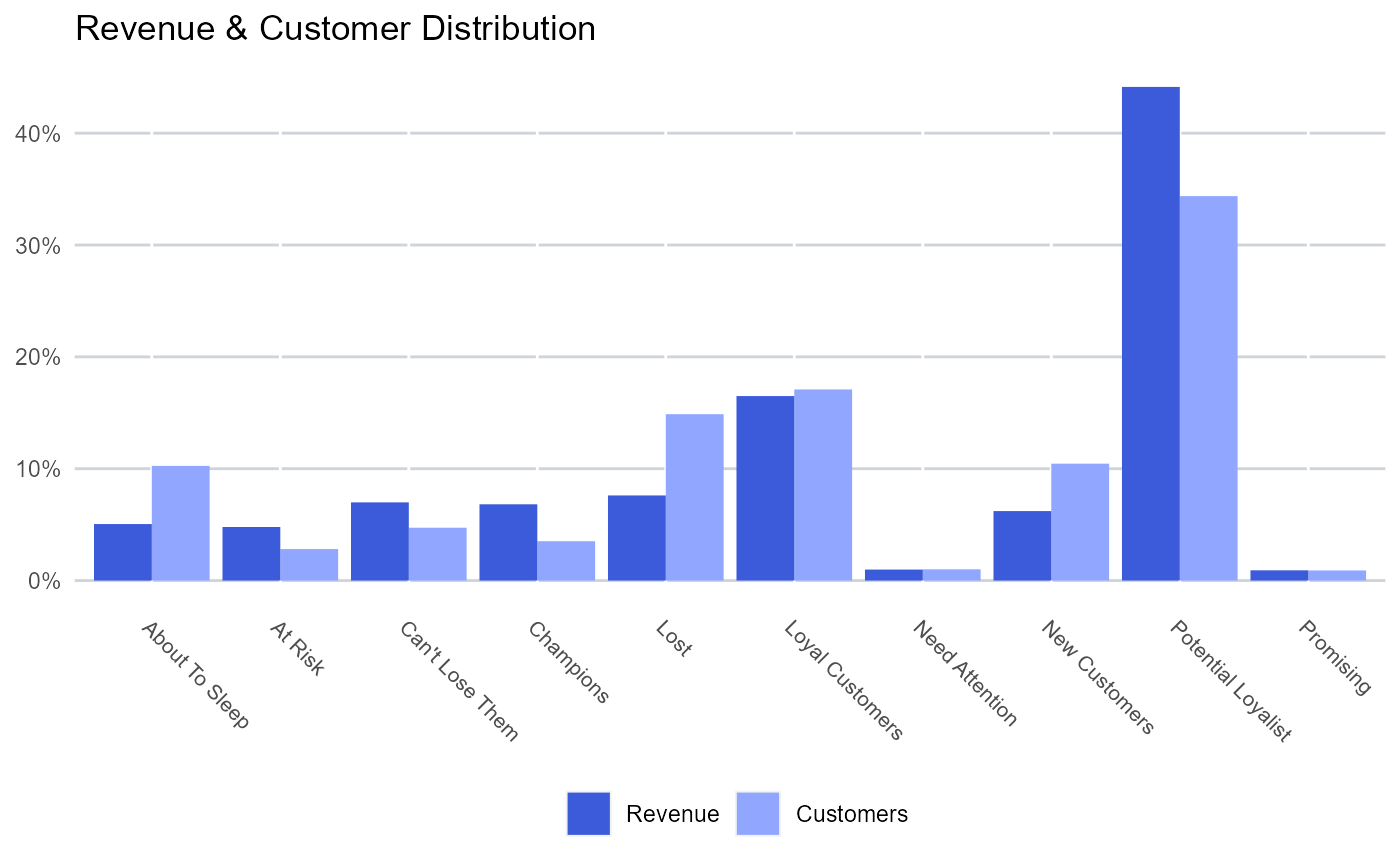 Revenue & Customer Distribution
40%
30%
20%
10%
0%
About To Sleep
At Risk
Can't Lose Them
Champions
Lost
Loyal Customers
Need Attention
New Customers
Potential Loyalist
Promising
Revenue
Customers